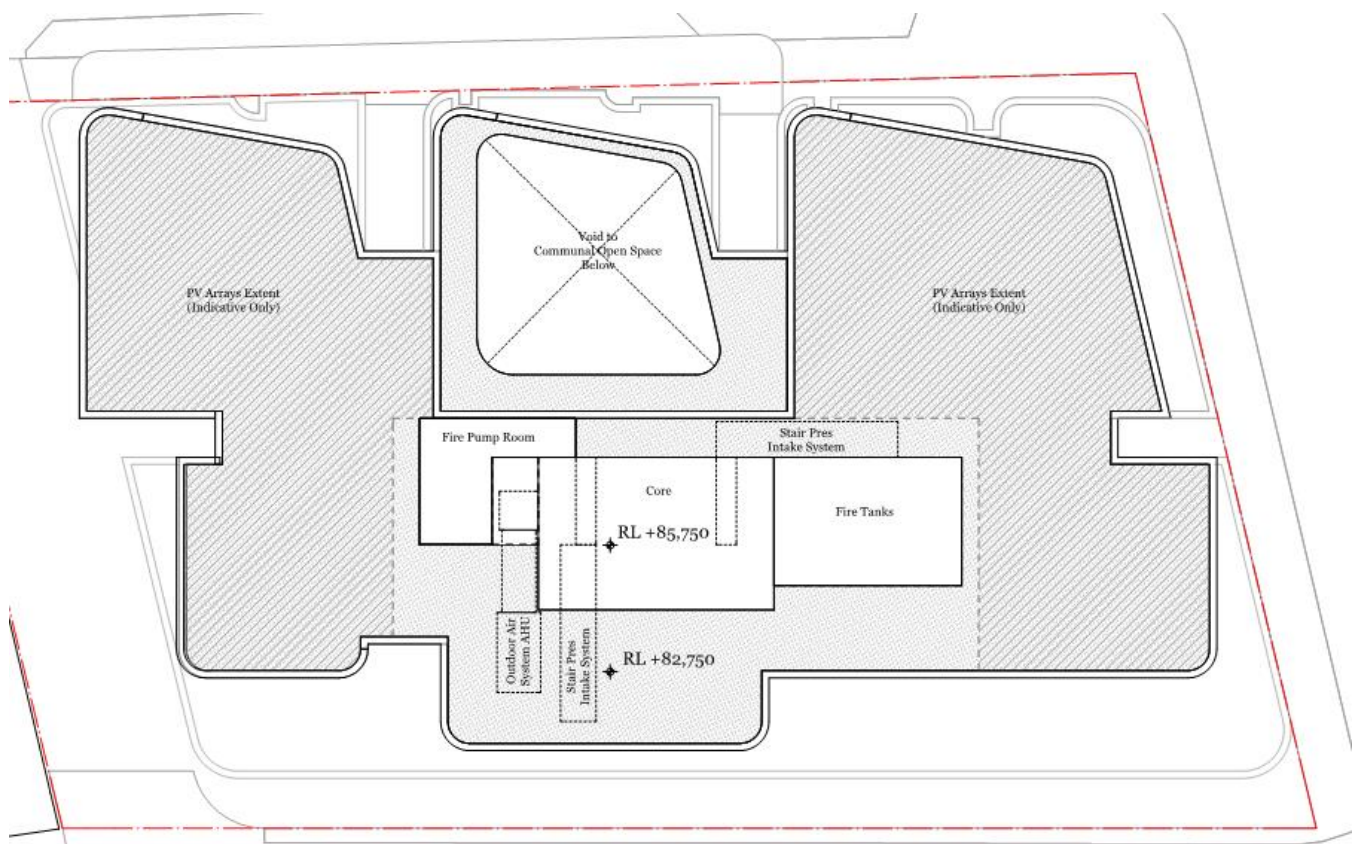 Void to
Communal Open Space
Below
PV Arrays Extent
(Indicative Only)
PV Arrays Extent
(Indicative Only)
Fire Pump Room
Stair Pres
Intake System
Core
Fire Tanks
RL +85,750
Outdoor Air
System AHU
Stair Pres
Intake System
RL +82,750